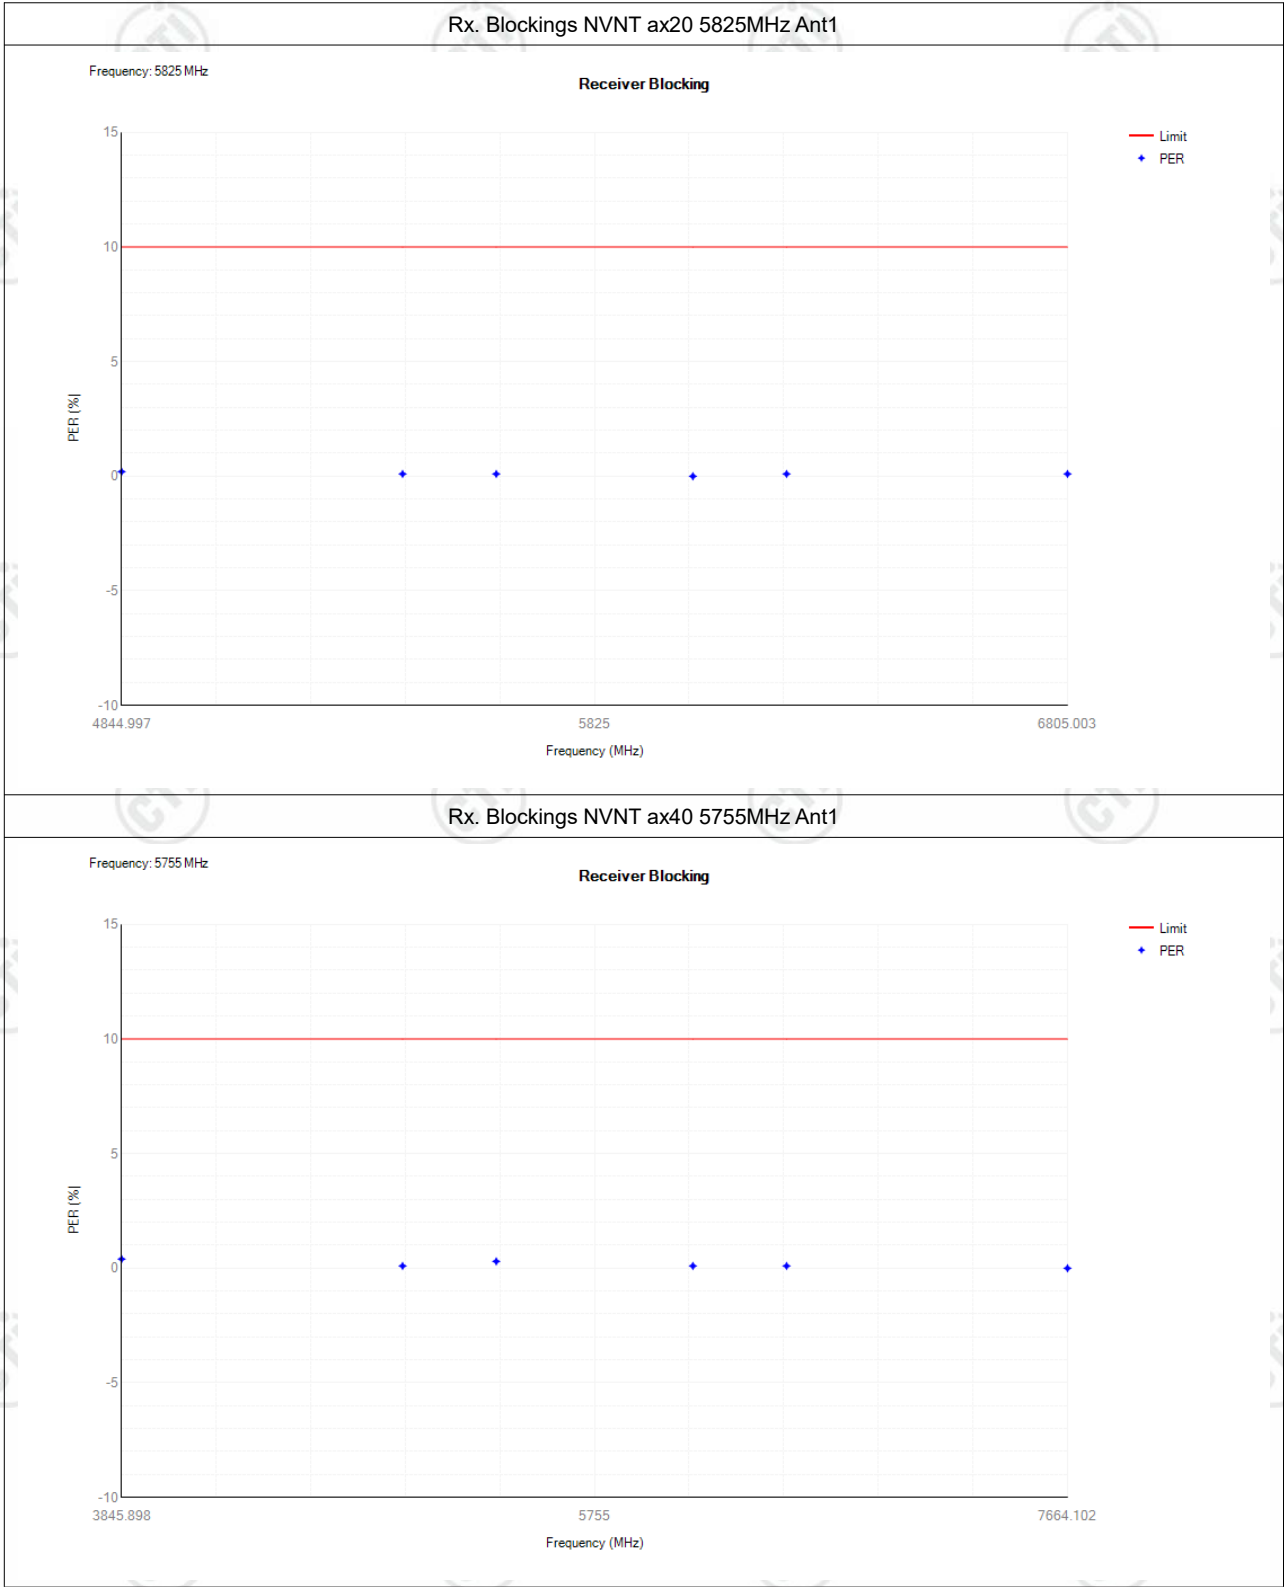 Rx. Blockings NVNT ax20 5825MHz Ant1
Frequency: 5825 MHz
Receiver Blocking
15
10
5
0
-5
-10
PER (%)
4844.997
5825
6805.003
Frequency (MHz)
Limit
PER
Rx. Blockings NVNT ax40 5755MHz Ant1
Frequency: 5755 MHz
Receiver Blocking
15
10
5
0
-5
-10
PER (%)
3845.898
5755
7664.102
Frequency (MHz)
Limit
PER